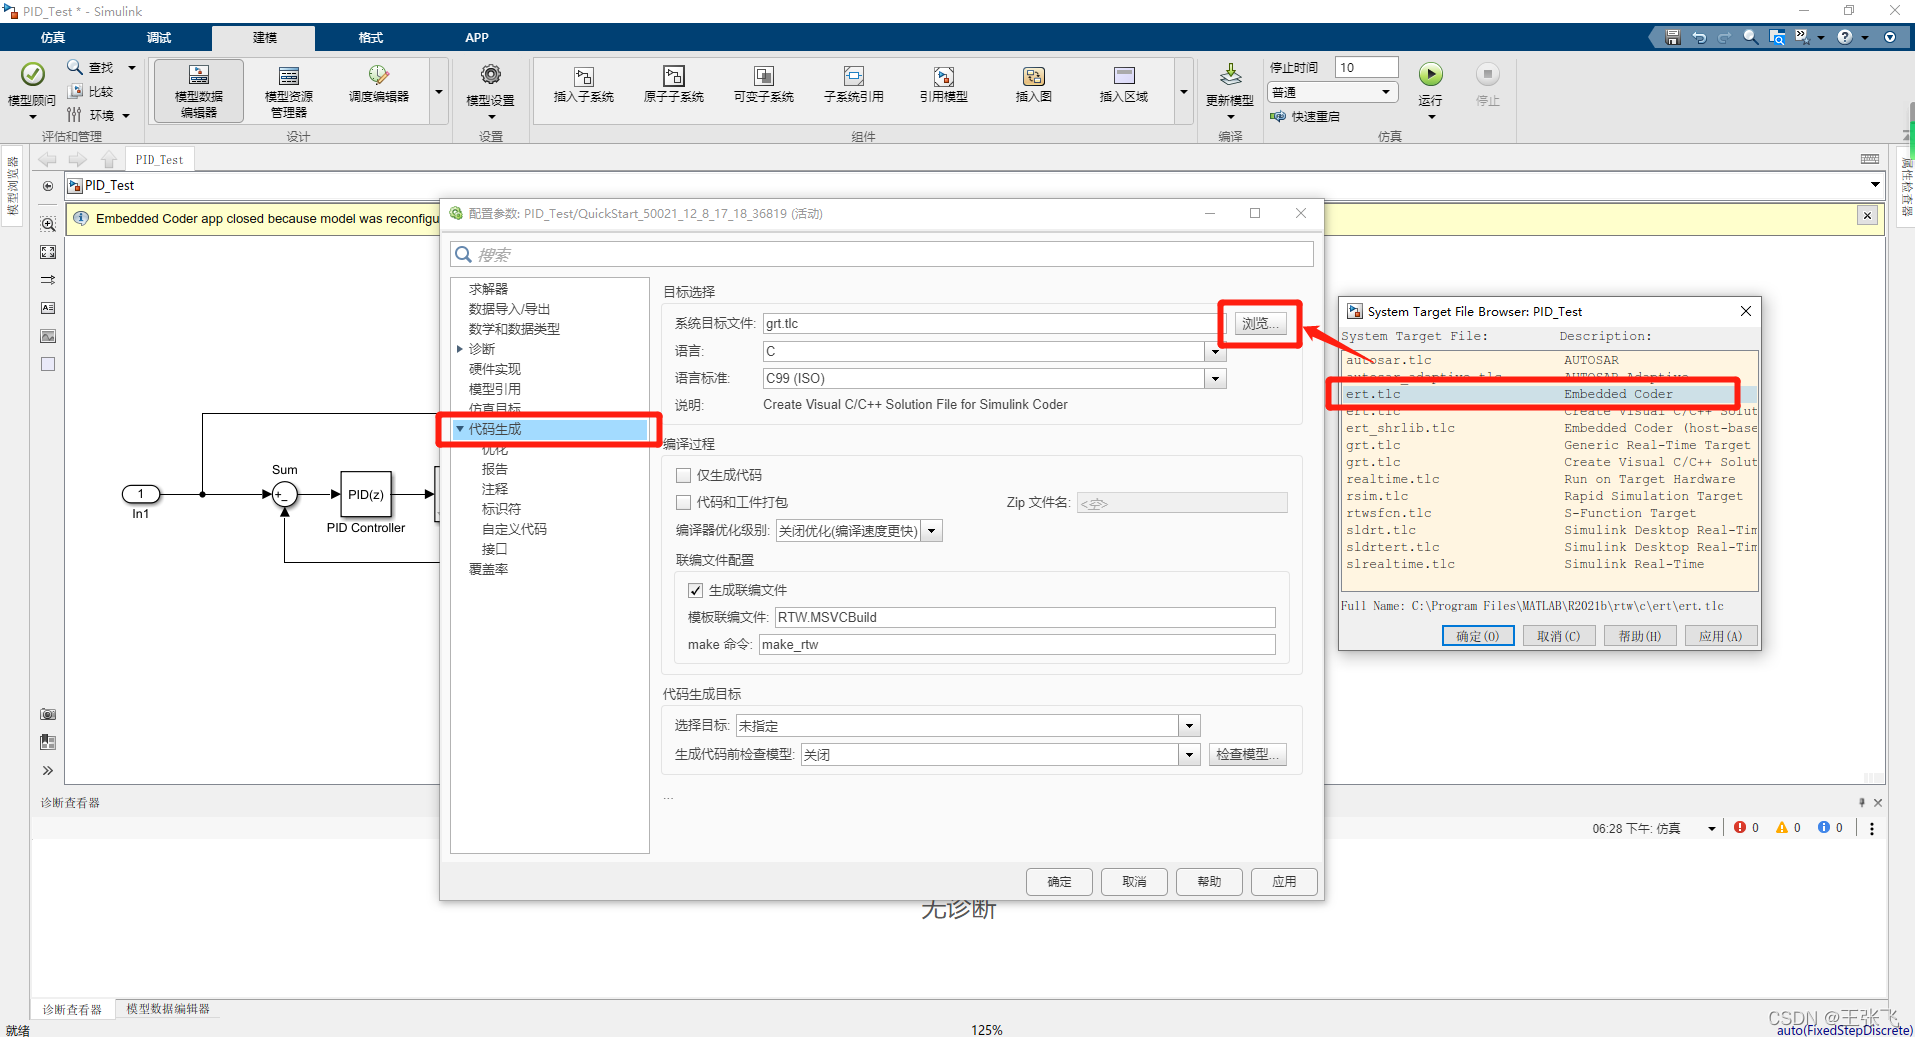 PID_Test * - Simulink
仿真 调试 建模 格式 APP
模型顾问
查找
比较
环境
评估和管理
模型数据
编辑器
模型资源
管理器
调度编辑器
设计
模型设置
设置
插入子系统 原子子系统 可变子系统 子系统引用 引用模型 插入图 插入区域
组件
更新模型
编译
停止时间 10
普通
快速重启
运行
停止
仿真
模型浏览器
属性检查器
PID_Test
PID_Test
Embedded Coder app closed because model was reconfigu
1
In1
Sum
PID(z)
PID Controller
配置参数: PID_Test/QuickStart_50021_12_8_17_18_36819 (活动)
搜索
求解器
数据导入/导出
数学和数据类型
诊断
硬件实现
模型引用
仿真目标
代码生成
优化
报告
注释
标识符
自定义代码
接口
覆盖率
目标选择
系统目标文件: grt.tlc 浏览...
语言: C
语言标准: C99 (ISO)
说明: Create Visual C/C++ Solution File for Simulink Coder
编译过程
仅生成代码
代码和工件打包 Zip 文件名: <空>
编译器优化级别: 关闭优化(编译速度更快)
联编文件配置
生成联编文件
模板联编文件: RTW.MSVCBuild
make 命令: make_rtw
代码生成目标
选择目标: 未指定
生成代码前检查模型: 关闭 检查模型...
...
确定 取消 帮助 应用
System Target File Browser: PID_Test
System Target File: Description:
autosar.tlc AUTOSAR
autosar_adaptive.tlc AUTOSAR Adaptive
ert.tlc Embedded Coder
ert.tlc Create Visual C/C++ Solut
ert_shrlib.tlc Embedded Coder (host-base
grt.tlc Generic Real-Time Target
grt.tlc Create Visual C/C++ Solut
realtime.tlc Run on Target Hardware
rsim.tlc Rapid Simulation Target
rtwsfcn.tlc S-Function Target
sldrt.tlc Simulink Desktop Real-Tim
sldrtert.tlc Simulink Desktop Real-Tim
slrealtime.tlc Simulink Real-Time
Full Name: C:\Program Files\MATLAB\R2021b\rtw\c\ert\ert.tlc
确定(O) 取消(C) 帮助(H) 应用(A)
诊断查看器
06:28 下午: 仿真 0 0 0
无诊断
诊断查看器 模型数据编辑器
就绪 125% auto(FixedStepDiscrete)
CSDN @王张飞